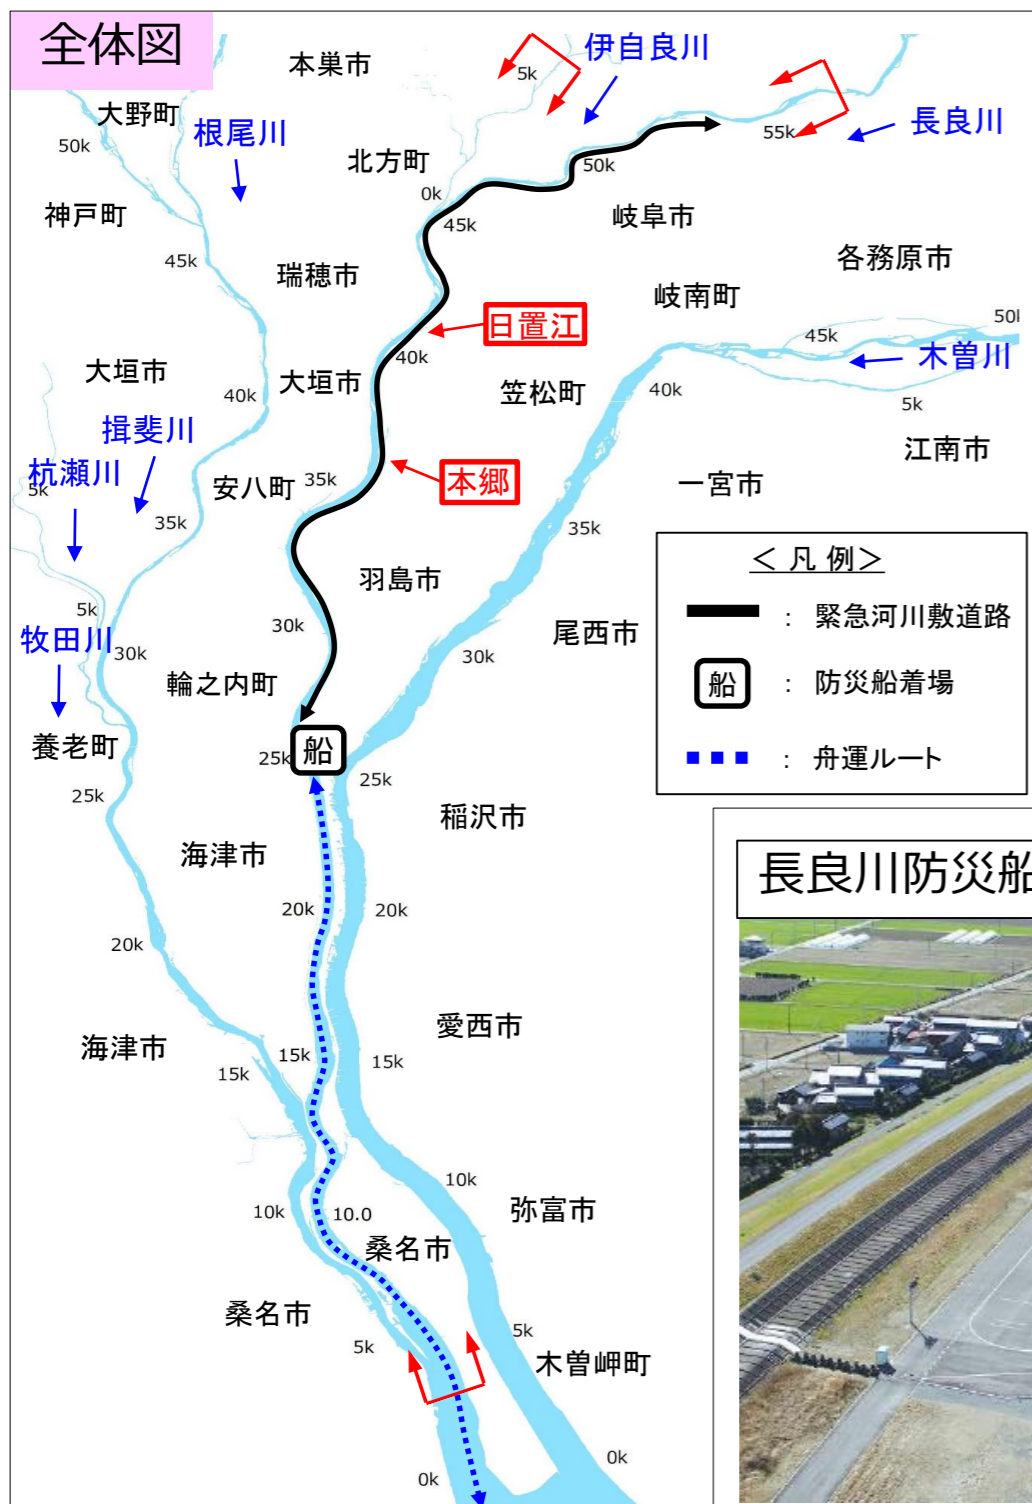 全体図
本巣市
伊自良川
5k
大野町
根尾川
50k
55k
長良川
北方町
50k
0k
神戸町
45k
岐阜市
45k
瑞穂市
各務原市
岐南町
日置江
50k
45k
40k
木曽川
大垣市
大垣市
笠松町
40k
40k
5k
揖斐川
江南市
杭瀬川
本郷
一宮市
5k
安八町
35k
35k
35k
羽島市
＜凡例＞
5k
緊急河川敷道路
30k
尾西市
牧田川
30k
30k
輪之内町
船
： 防災船着場
養老町
船
25k
25k
： 舟運ルート
25k
稲沢市
海津市
長良川防災船
20k
20k
20k
愛西市
海津市
15k
15k
15k
10k
10k
10.0
弥富市
桑名市
桑名市
5k
5k
木曽岬町
0k
0k